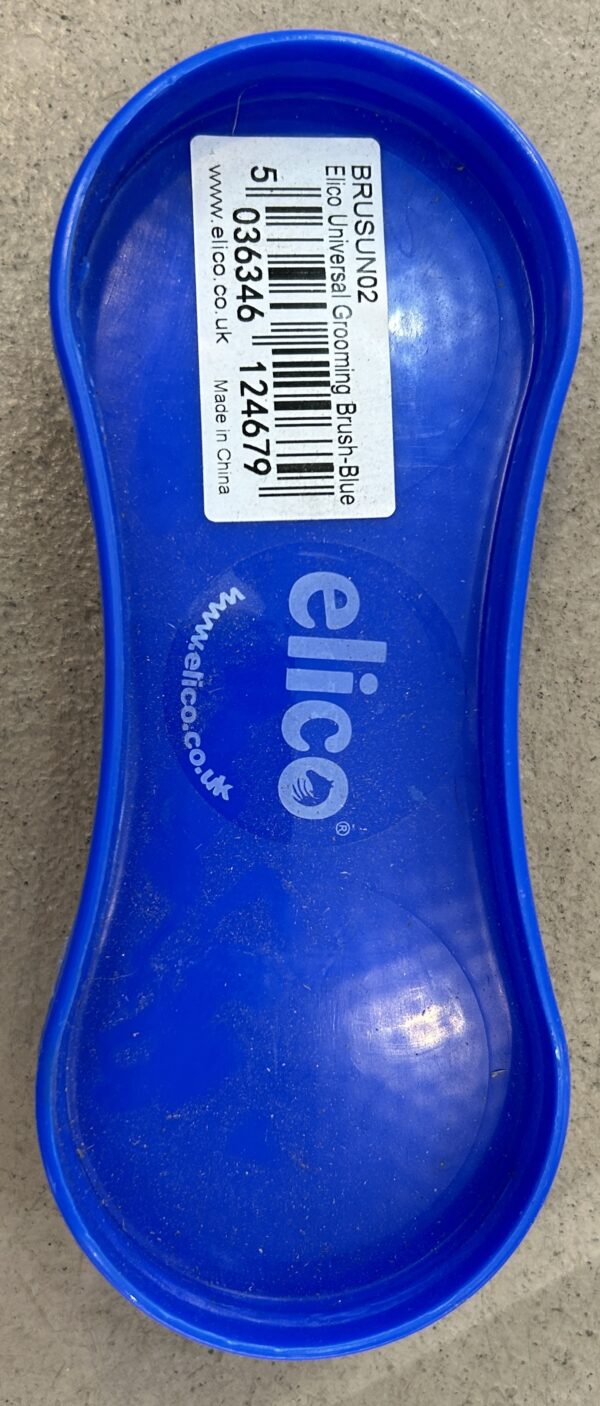 BRUSUN02
Elico Universal Grooming Brush-Blue
5 036346 124679
www.elico.co.uk Made in China
elico®
www.elico.co.uk